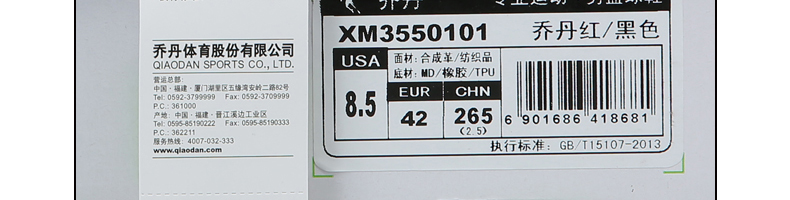 乔丹体育股份有限公司
QIAODAN SPORTS CO., LTD.
营运总部:
中国·福建·厦门湖里区五缘湾安岭二路82号
Tel: 0592-3799999 Fax: 0592-3709999
P.C.: 361000
产地: 中国·福建·晋江溪边工业区
Tel: 0595-85190222 Fax: 0595-85190333
P.C.: 362211
服务热线: 4007-032-333
www.qiaodan.com
乔丹
XM3550101 乔丹红/黑色
USA
8.5
面材: 合成革/纺织品
底材: MD/橡胶/TPU
EUR CHN
42 265
(2.5)
6 901686 418681
执行标准: GB/T15107-2013